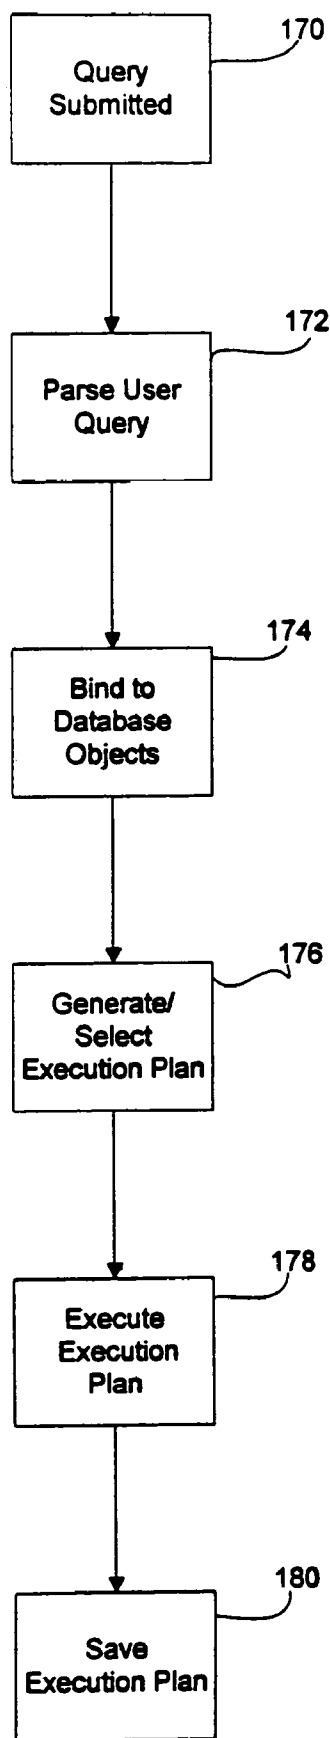 170
Query
Submitted
172
Parse User
Query
174
Bind to
Database
Objects
176
Generate/
Select
Execution Plan
178
Execute
Execution
Plan
180
Save
Execution Plan